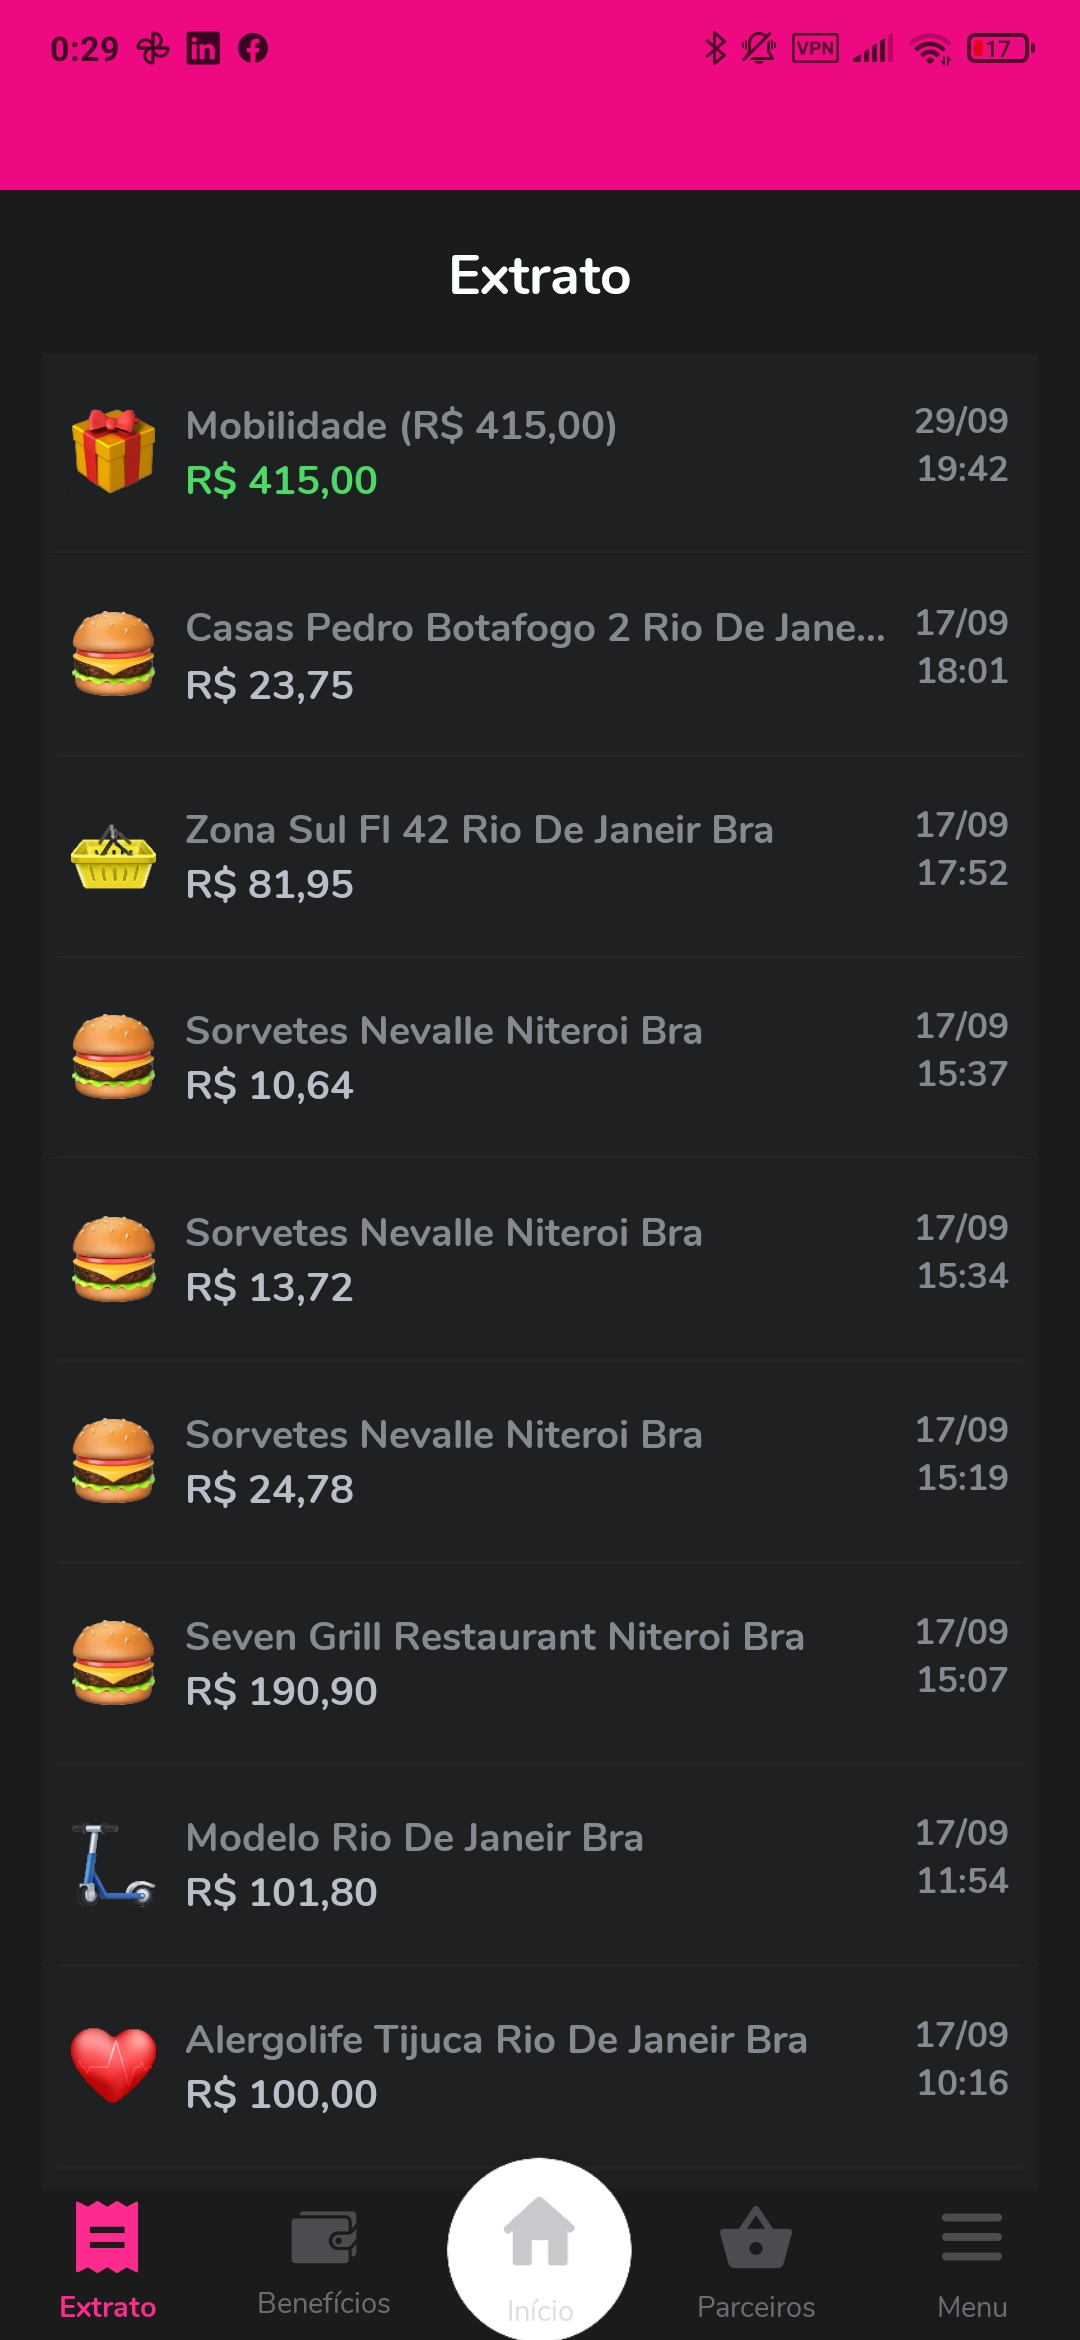 0:29
VPN
17
Extrato
Mobilidade (R$ 415,00)
29/09
R$ 415,00
19:42
Casas Pedro Botafogo 2 Rio De Jane...
17/09
R$ 23,75
18:01
Zona Sul Fl 42 Rio De Janeir Bra
17/09
R$ 81,95
17:52
Sorvetes Nevalle Niteroi Bra
17/09
R$ 10,64
15:37
Sorvetes Nevalle Niteroi Bra
17/09
R$ 13,72
15:34
Sorvetes Nevalle Niteroi Bra
17/09
R$ 24,78
15:19
Seven Grill Restaurant Niteroi Bra
17/09
R$ 190,90
15:07
Modelo Rio De Janeir Bra
17/09
R$ 101,80
11:54
Alergolife Tijuca Rio De Janeir Bra
17/09
R$ 100,00
10:16
Extrato
Benefícios
Início
Parceiros
Menu